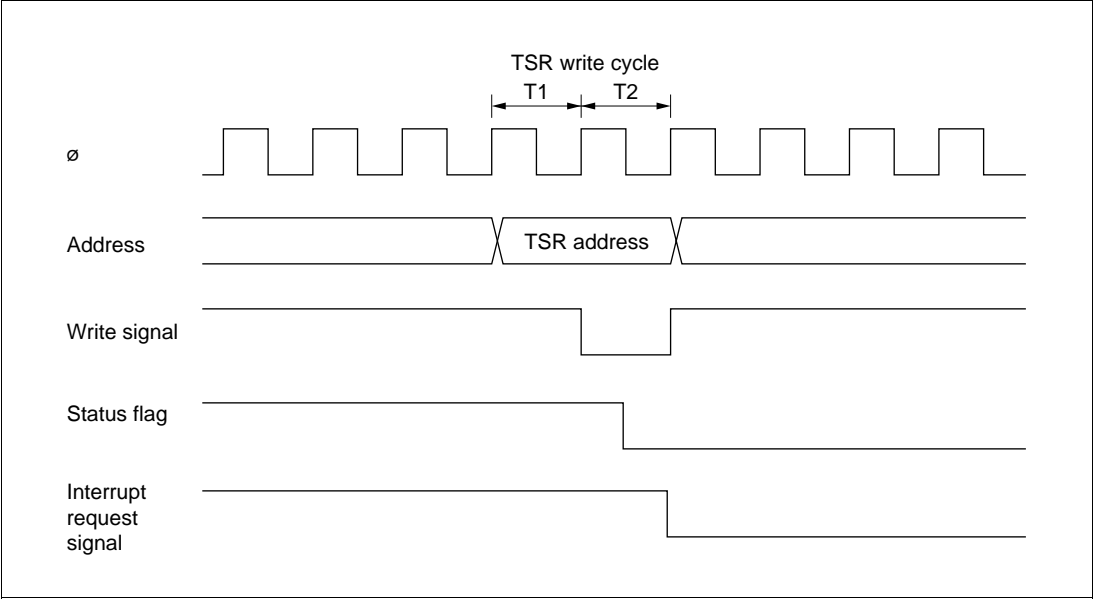 TSR write cycle
T1 T2
ø
Address
TSR address
Write signal
Status flag
Interrupt
request
signal